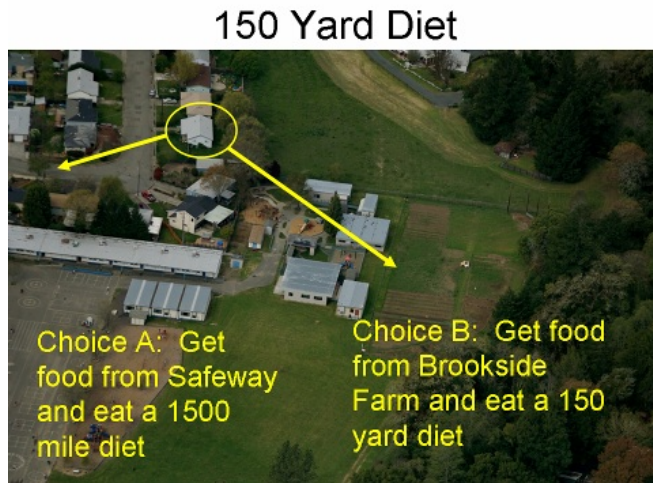 150 Yard Diet
Choice A:  Get
food from Safeway
and eat a 1500
mile diet
Choice B:  Get food
from Brookside
Farm and eat a 150
yard diet